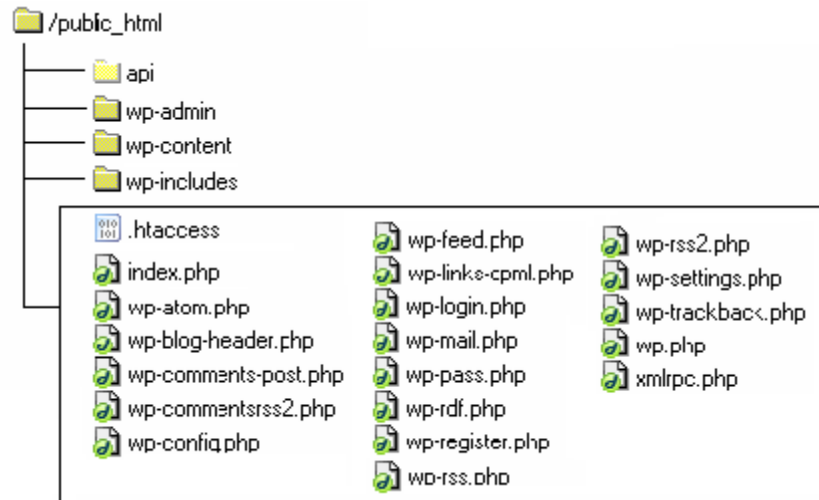 /public_html
api
wp-admin
wp-content
wp-includes
.htaccess
index.php
wp-atom.php
wp-blog-header.php
wp-comments-post.php
wp-commentsrss2.php
wp-config.php
wp-feed.php
wp-links-opml.php
wp-login.php
wp-mail.php
wp-pass.php
wp-rdf.php
wp-register.php
wp-rss.php
wp-rss2.php
wp-settings.php
wp-trackback.php
wp.php
xmlrpc.php